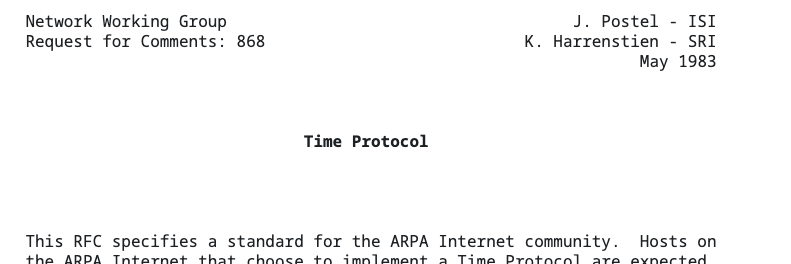 Network Working Group                                    J. Postel - ISI
Request for Comments: 868                           K. Harrenstien - SRI
May 1983
Time Protocol
This RFC specifies a standard for the ARPA Internet community.  Hosts on
the ARPA Internet that choose to implement a Time Protocol are expected